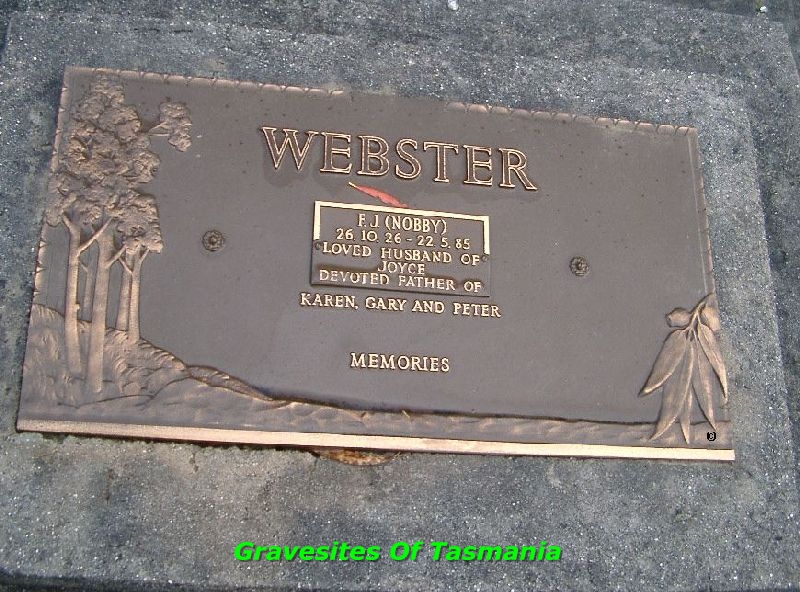 WEBSTER
F.J (NOBBY)
26. 10. 26 - 22. 5. 85
LOVED HUSBAND OF
JOYCE
DEVOTED FATHER OF
KAREN, GARY AND PETER
MEMORIES
Gravesites Of Tasmania